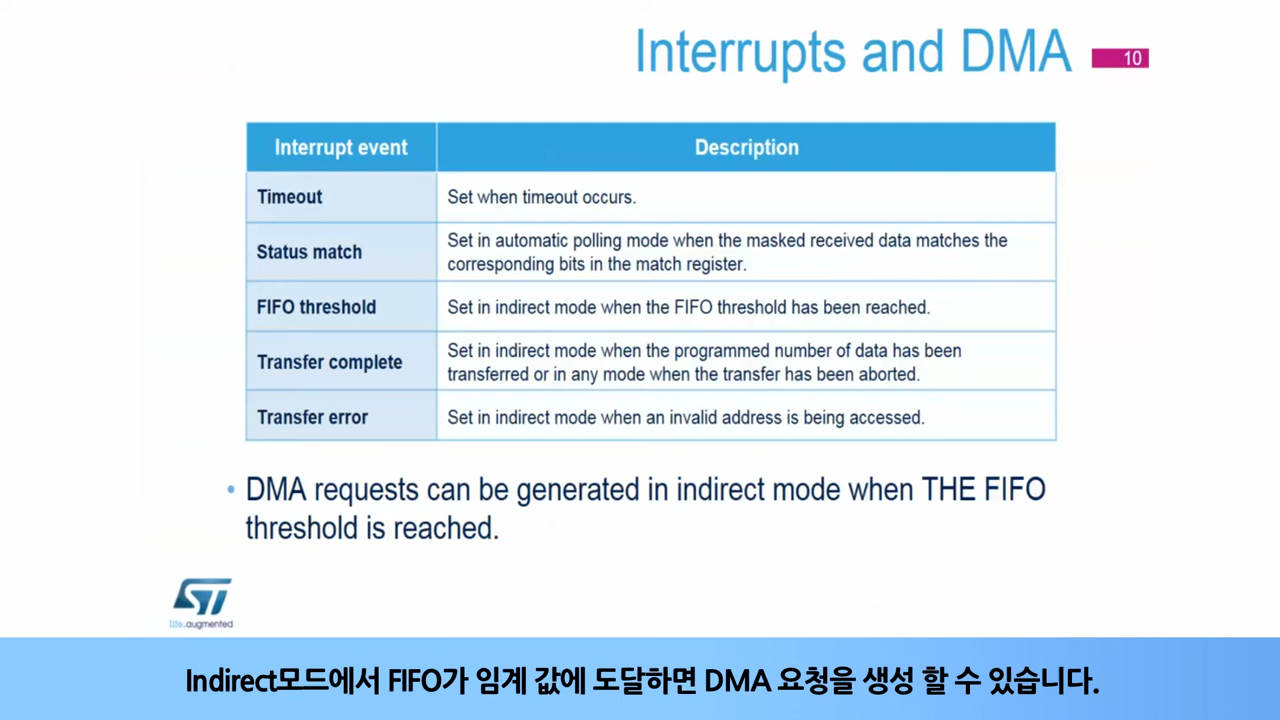 Interrupts and DMA
10
Interrupt event
Description
Timeout
Set when timeout occurs.
Status match
Set in automatic polling mode when the masked received data matches the
corresponding bits in the match register.
FIFO threshold
Set in indirect mode when the FIFO threshold has been reached.
Transfer complete
Set in indirect mode when the programmed number of data has been
transferred or in any mode when the transfer has been aborted.
Transfer error
Set in indirect mode when an invalid address is being accessed.
• DMA requests can be generated in indirect mode when THE FIFO
threshold is reached.
ST
life.augmented
Indirect모드에서 FIFO가 임계 값에 도달하면 DMA 요청을 생성 할 수 있습니다.